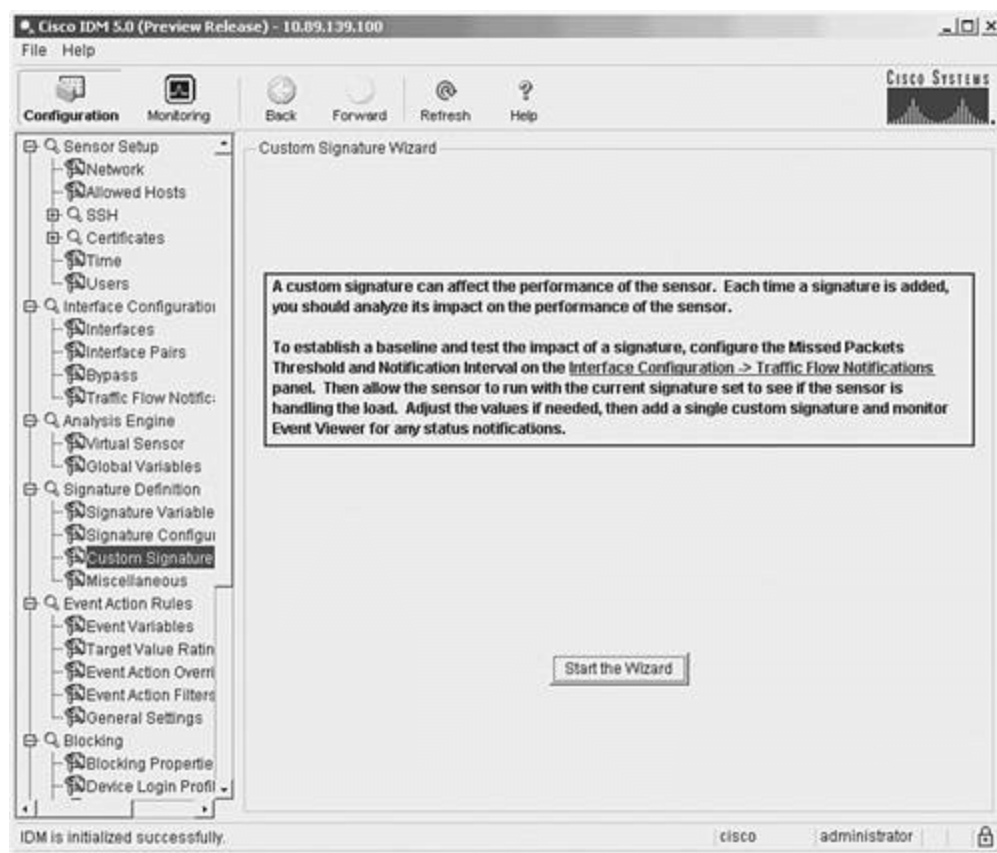 Cisco IDM 5.0 (Preview Release) - 10.89.139.100
File Help
Configuration Monitoring Back Forward Refresh Help
CISCO SYSTEMS
Sensor Setup
Network
Allowed Hosts
SSH
Certificates
Time
Users
Interface Configuration
Interfaces
Interface Pairs
Bypass
Traffic Flow Notific
Analysis Engine
Virtual Sensor
Global Variables
Signature Definition
Signature Variable
Signature Configu
Custom Signature
Miscellaneous
Event Action Rules
Event Variables
Target Value Ratin
Event Action Overri
Event Action Filters
General Settings
Blocking
Blocking Propertie
Device Login Profil
Custom Signature Wizard
A custom signature can affect the performance of the sensor. Each time a signature is added,
you should analyze its impact on the performance of the sensor.
To establish a baseline and test the impact of a signature, configure the Missed Packets
Threshold and Notification Interval on the Interface Configuration -> Traffic Flow Notifications
panel. Then allow the sensor to run with the current signature set to see if the sensor is
handling the load. Adjust the values if needed, then add a single custom signature and monitor
Event Viewer for any status notifications.
Start the Wizard
IDM is initialized successfully.
cisco administrator